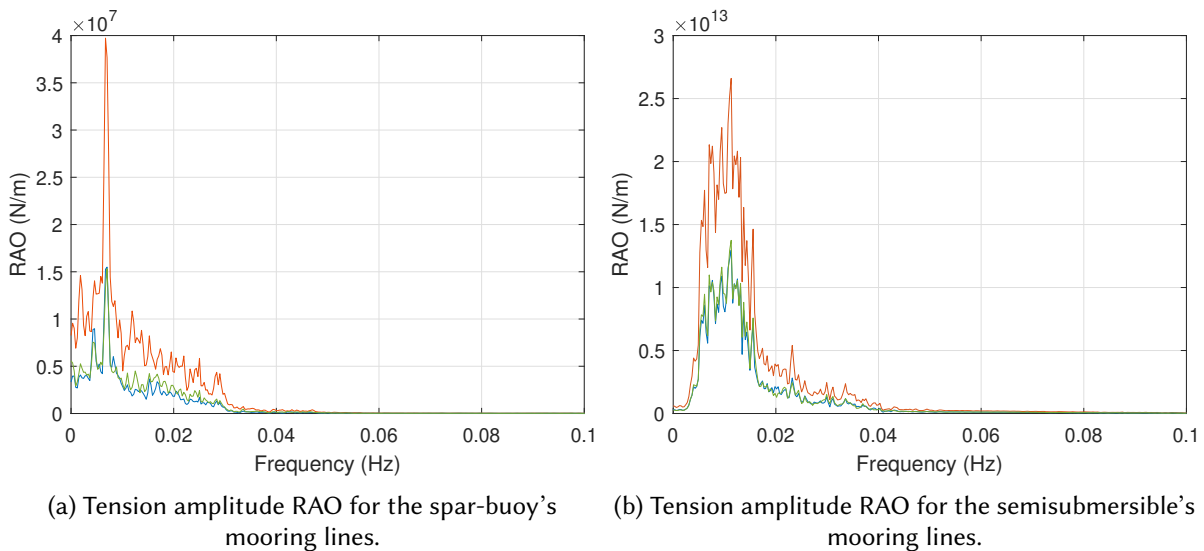 ×10^7
4
3.5
3
2.5
2
1.5
1
0.5
0
RAO (N/m)
0 0.02 0.04 0.06 0.08 0.1
Frequency (Hz)
(a) Tension amplitude RAO for the spar-buoy's
mooring lines.
×10^13
3
2.5
2
1.5
1
0.5
0
RAO (N/m)
0 0.02 0.04 0.06 0.08 0.1
Frequency (Hz)
(b) Tension amplitude RAO for the semisubmersible's
mooring lines.